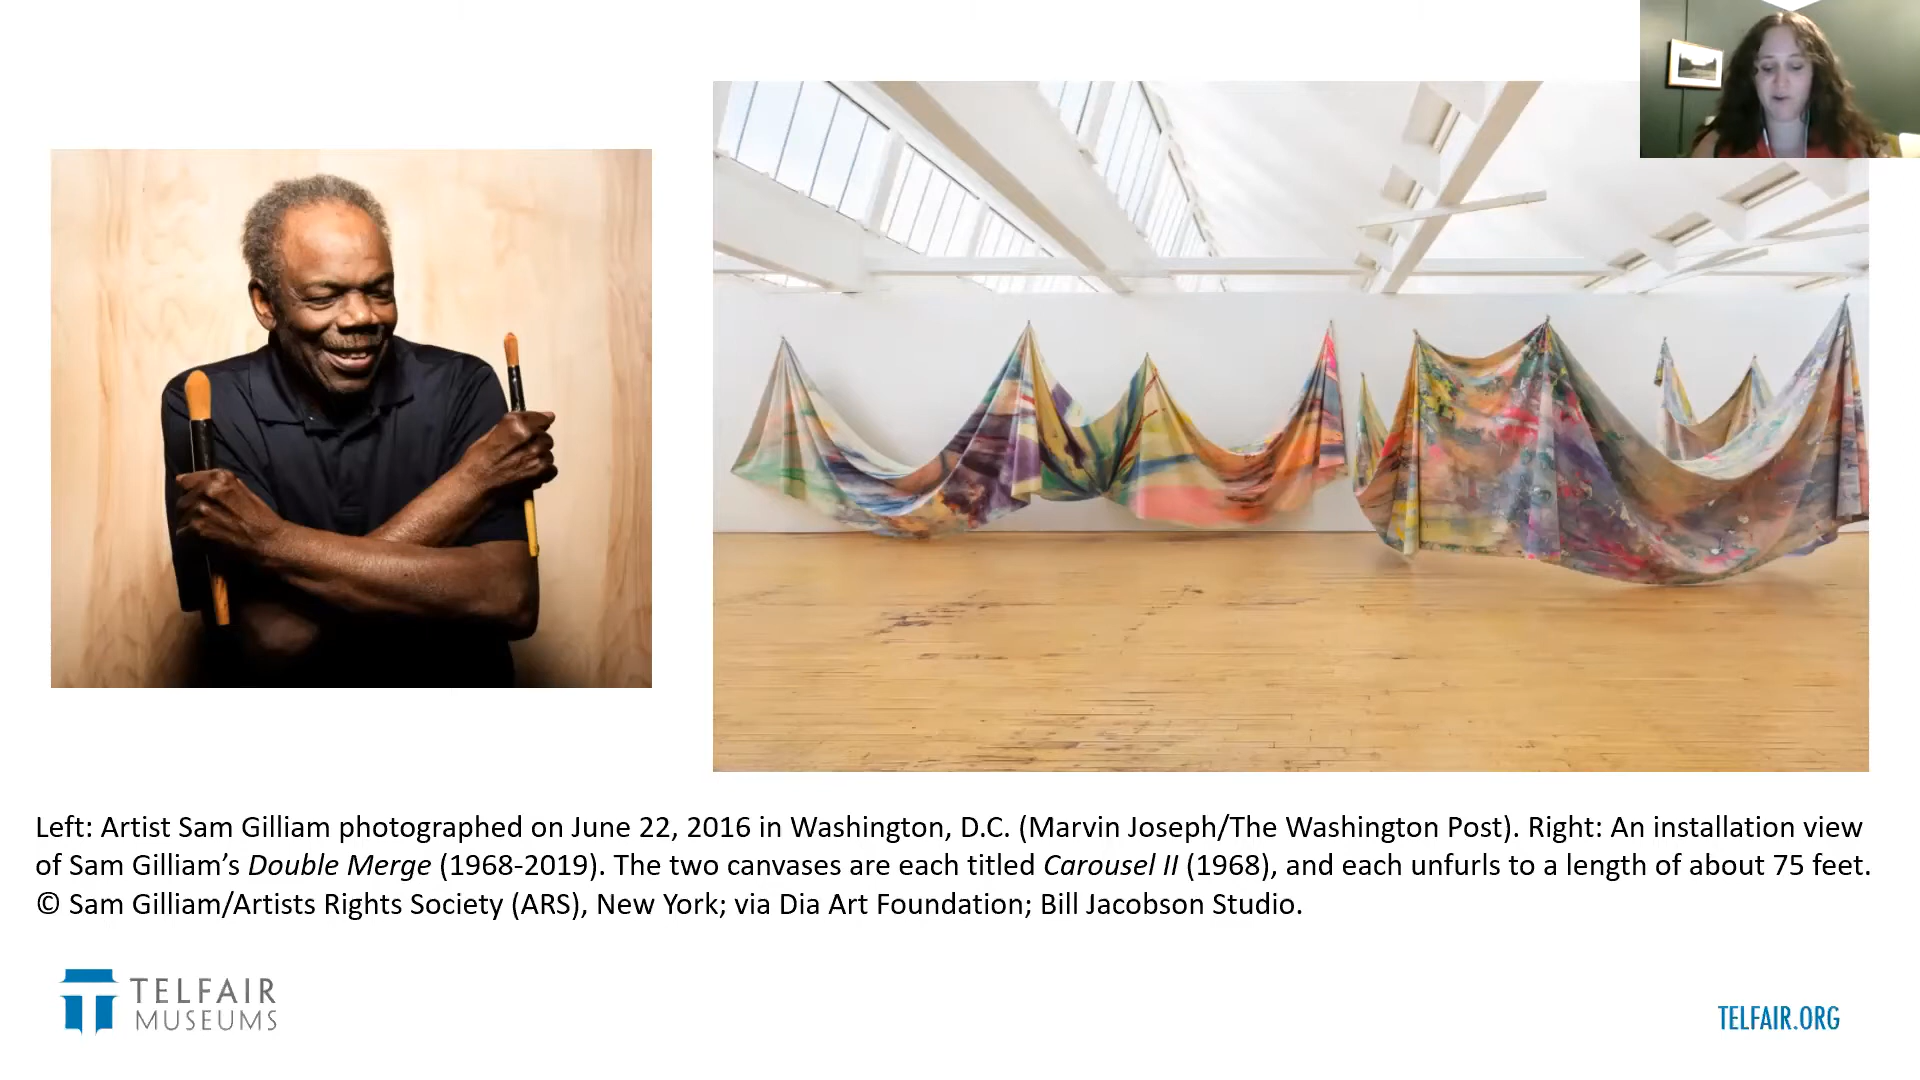 Left: Artist Sam Gilliam photographed on June 22, 2016 in Washington, D.C. (Marvin Joseph/The Washington Post). Right: An installation view
of Sam Gilliam’s Double Merge (1968-2019). The two canvases are each titled Carousel II (1968), and each unfurls to a length of about 75 feet.
© Sam Gilliam/Artists Rights Society (ARS), New York; via Dia Art Foundation; Bill Jacobson Studio.
TELFAIR
MUSEUMS
TELFAIR.ORG